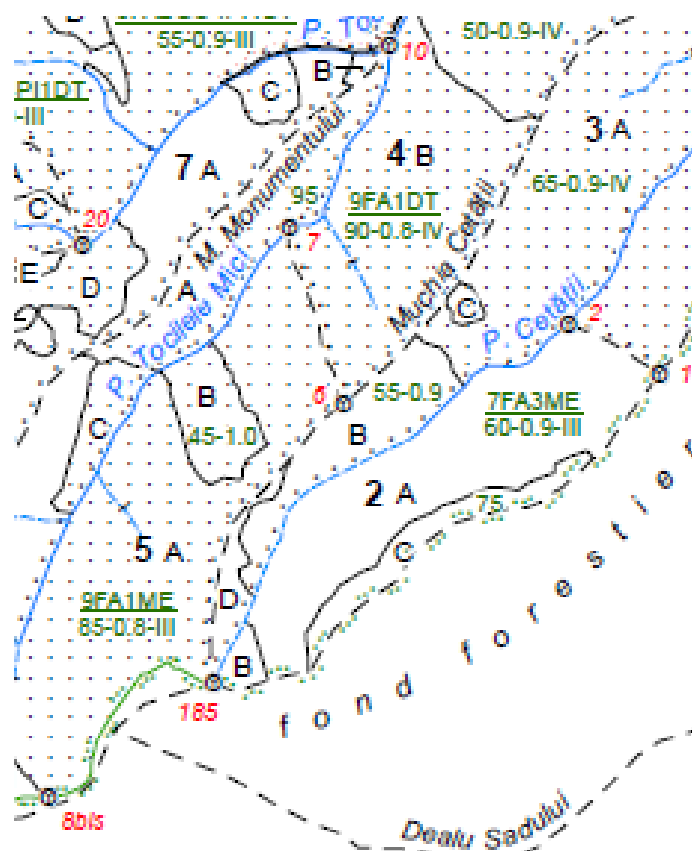 D
55-0.9-III
P. Toc
10
50-0.9-IV
B
C
PI1DT
-III
3 A
7 A
M. Monumentului
4 B
65-0.9-IV
95
9FA1DT
90-0.8-IV
C
20
7
E
D
A
Muchie Cetății
C
P. Cetății
2
P. Tocilele Mici
1
6
55-0.9
7FA3ME
60-0.9-III
B
45-1.0
C
B
2 A
75
C
5 A
9FA1ME
85-0.8-III
D
B
185
fond forestier
8bis
Dealu Sadului